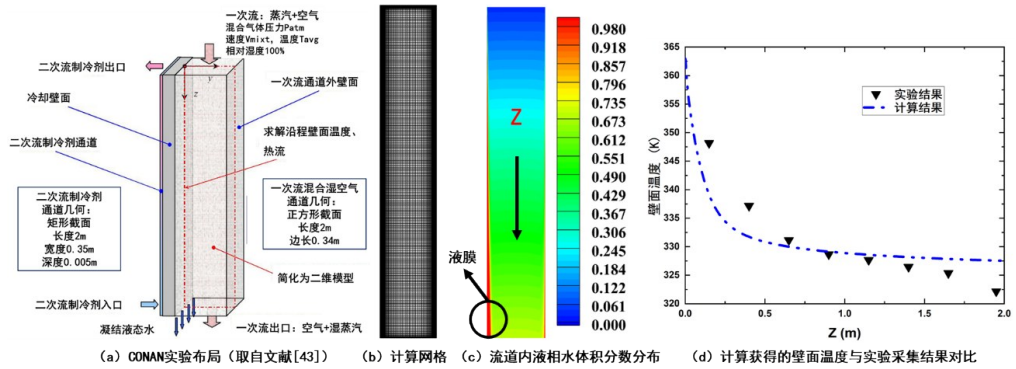 一次流：蒸汽+空气
混合气体压力Patm
速度Vmixt，温度Tavg
相对湿度100%
二次流制冷剂出口
y
z
冷却壁面
一次流通道外壁面
二次流制冷剂通道
求解沿程壁面温度、
热流
二次流制冷剂
通道几何：
矩形截面
长度2m
宽度0.35m
深度0.005m
一次流混合湿空气
通道几何：
正方形截面
长度2m
边长0.34m
简化为二维模型
二次流制冷剂入口
凝结液态水
一次流出口：空气+湿蒸汽
（a）CONAN实验布局（取自文献[43]）
（b）计算网格
Z
液膜
0.980
0.918
0.857
0.796
0.735
0.673
0.612
0.551
0.490
0.429
0.367
0.306
0.245
0.184
0.122
0.061
0.000
（c）流道内液相水体积分数分布
365
360
355
350
345
340
335
330
325
320
壁面温度（K）
实验结果
计算结果
0.0
0.5
1.0
1.5
2.0
Z (m)
（d）计算获得的壁面温度与实验采集结果对比